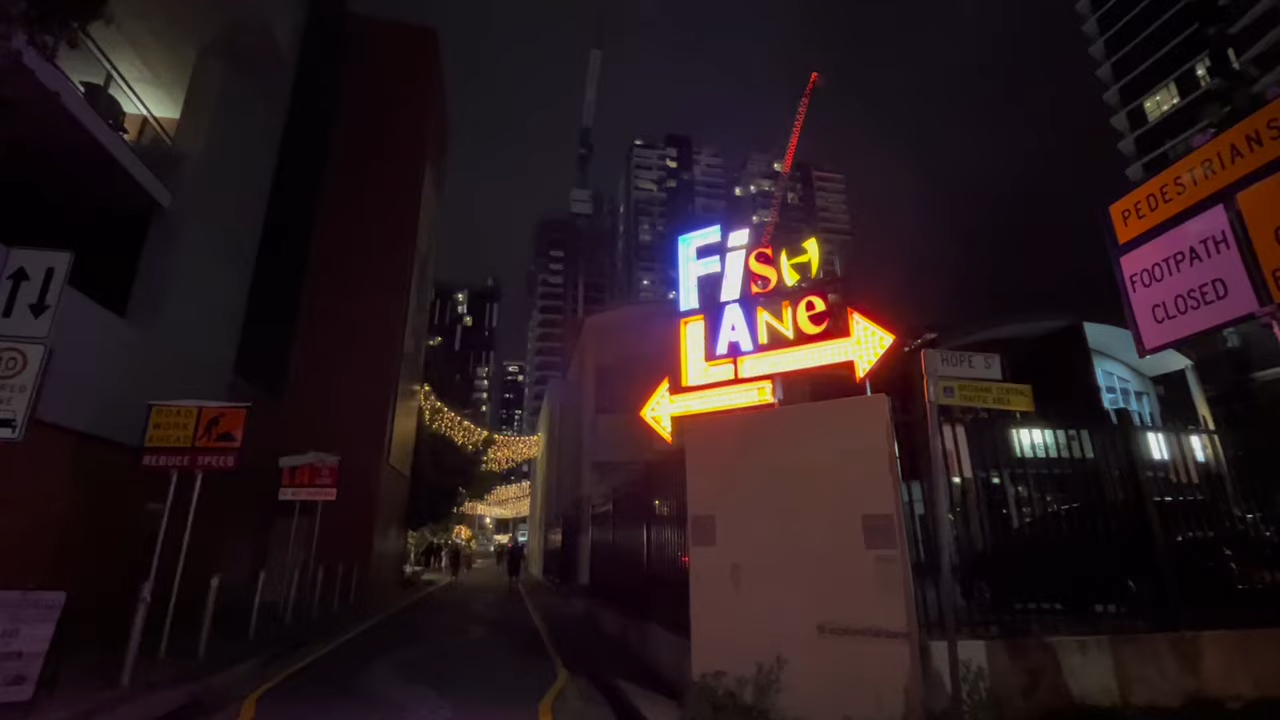 FiSH
LANe
HOPE ST
BRISBANE CENTRAL
TRAFFIC AREA
PEDESTRIANS
FOOTPATH
CLOSED
ROAD
WORK
AHEAD
REDUCE SPEED